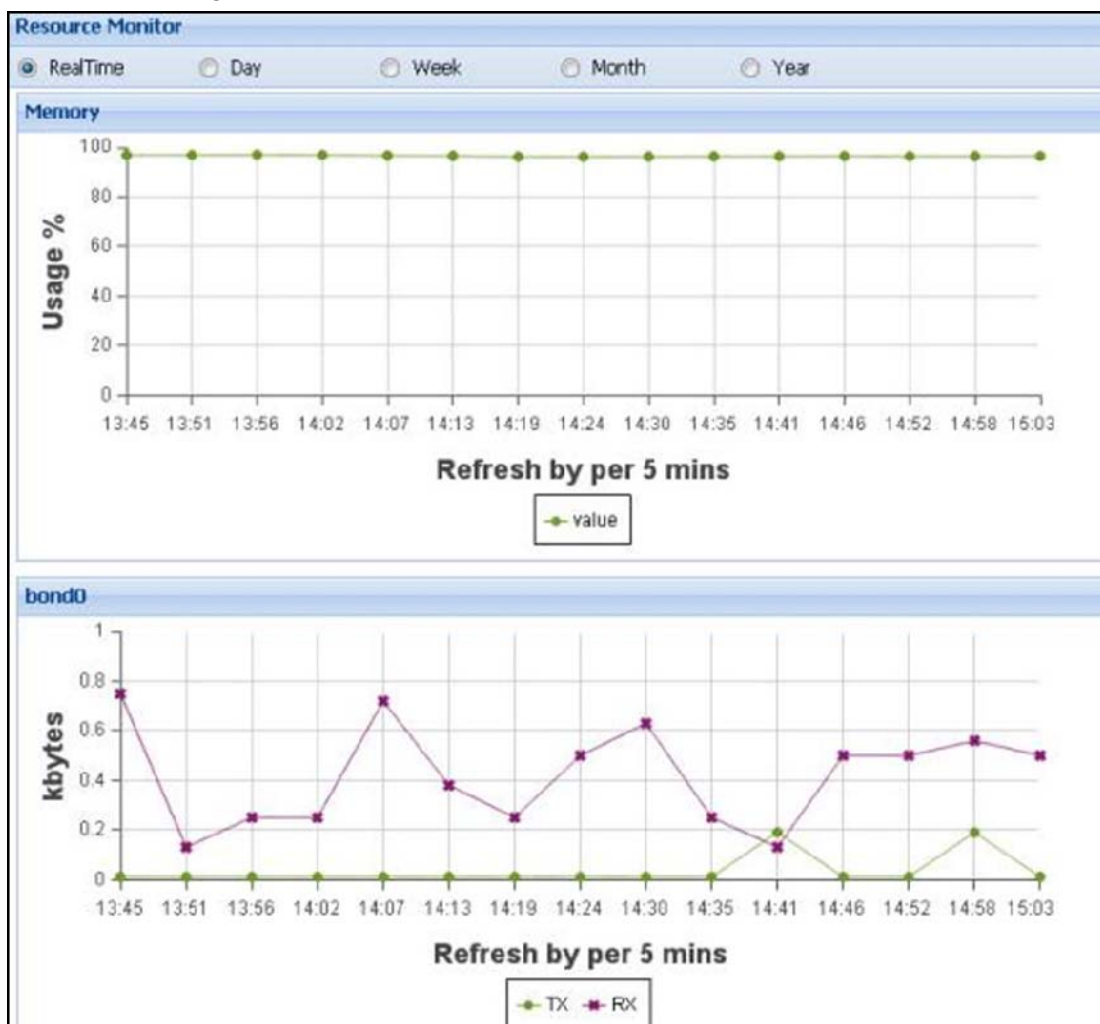 Resource Monitor
RealTime Day Week Month Year
Memory
100
80
60
40
20
0
Usage %
13:45 13:51 13:56 14:02 14:07 14:13 14:19 14:24 14:30 14:35 14:41 14:46 14:52 14:58 15:03
Refresh by per 5 mins
value
bond0
1
0.8
0.6
0.4
0.2
0
kbytes
13:45 13:51 13:56 14:02 14:07 14:13 14:19 14:24 14:30 14:35 14:41 14:46 14:52 14:58 15:03
Refresh by per 5 mins
TX RX